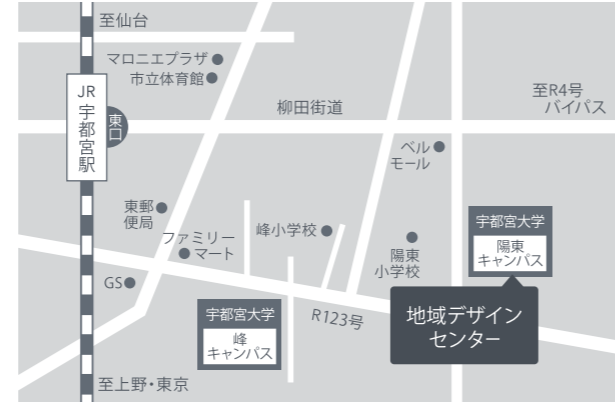 至仙台
マロニエプラザ
市立体育館
JR
宇都宮駅
東口
柳田街道
至R4号
バイパス
ベル
モール
東郵
便局
ファミリー
マート
峰小学校
陽東
小学校
宇都宮大学
陽東
キャンパス
GS
宇都宮大学
峰
キャンパス
R123号
地域デザイン
センター
至上野・東京